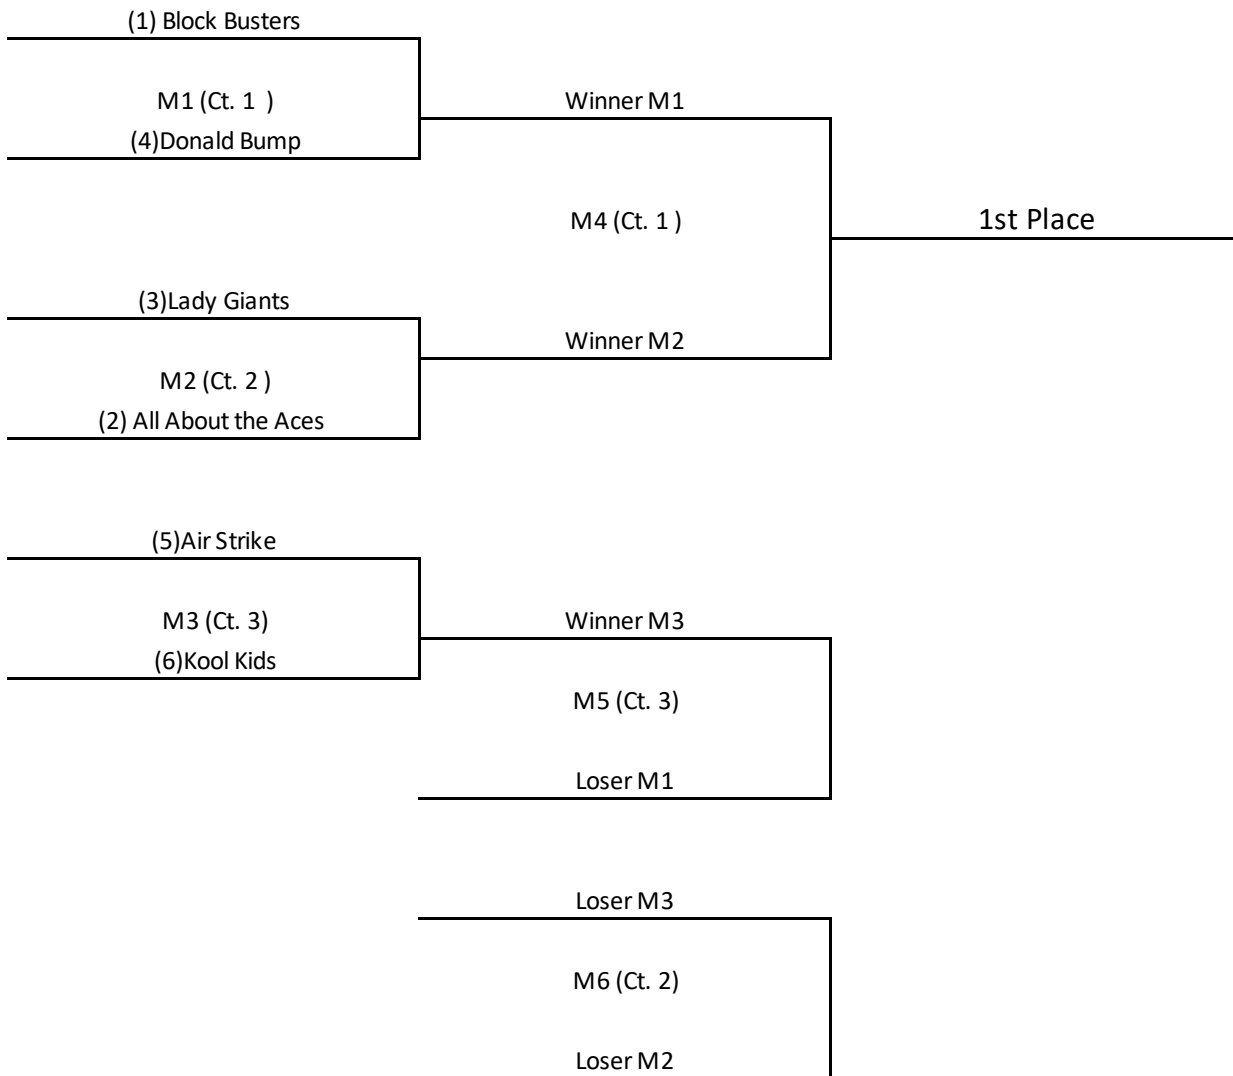 (1) Block Busters
M1 (Ct. 1 )
Winner M1
(4)Donald Bump
M4 (Ct. 1 )
1st Place
(3)Lady Giants
Winner M2
M2 (Ct. 2 )
(2) All About the Aces
(5)Air Strike
M3 (Ct. 3)
Winner M3
(6)Kool Kids
M5 (Ct. 3)
Loser M1
Loser M3
M6 (Ct. 2)
Loser M2